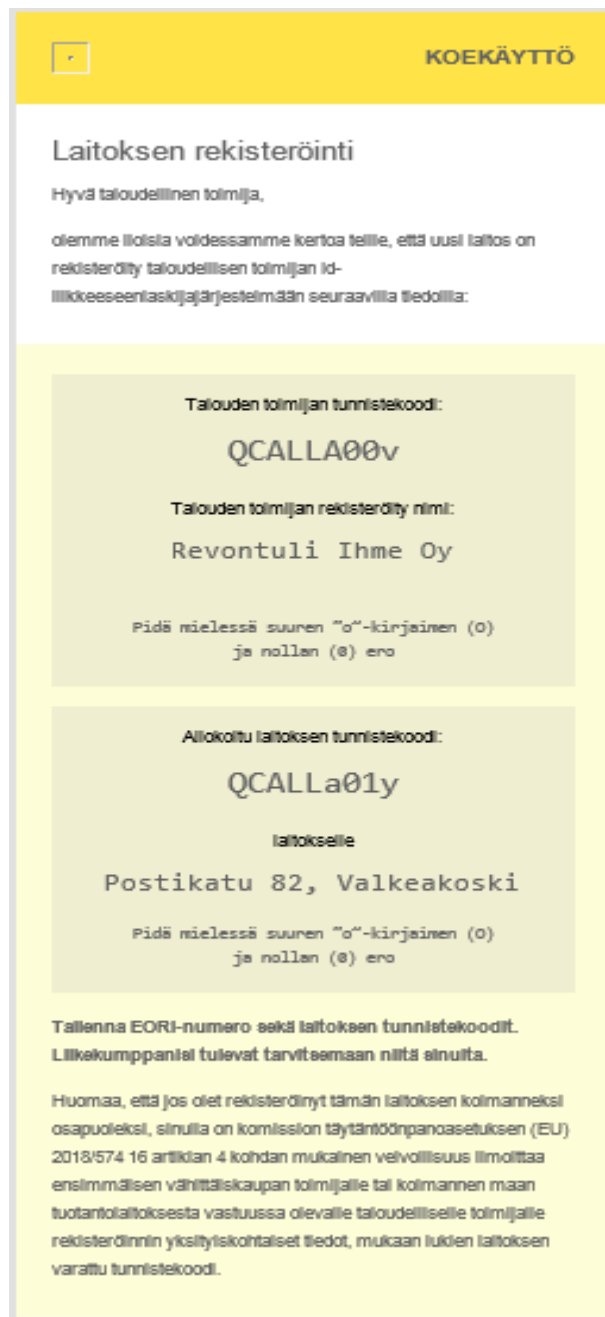 KOEKÄYTTÖ
Laitoksen rekisteröinti
Hyvä taloudellinen toimija,
olemme iloisia voidessamme kertoa teille, että uusi laitos on
rekisteröity taloudellisen toimijan id-
liikkeeseenlaskijajärjestelmään seuraavilla tiedoilla:
Talouden toimijan tunnistekoodi:
QCALLA00v
Talouden toimijan rekisteröity nimi:
Revontuli Ihme Oy
Pidä mielessä suuren "o"-kirjaimen (O)
ja nollan (0) ero
Allokoitu laitoksen tunnistekoodi:
QCALLa01y
laitokselle
Postikatu 82, Valkeakoski
Pidä mielessä suuren "o"-kirjaimen (O)
ja nollan (0) ero
Tallenna EORI-numero sekä laitoksen tunnistekoodit.
Liikekumppanisi tulevat tarvitsemaan niitä sinulta.
Huomaa, että jos olet rekisteröinyt tämän laitoksen kolmanneksi
osapuoleksi, sinulla on komission täytäntöönpanoasetuksen (EU)
2018/574 16 artiklan 4 kohdan mukainen velvollisuus ilmoittaa
ensimmäisen vähittäiskaupan toimijalle tai kolmannen maan
tuotantolaitoksesta vastuussa olevalle taloudelliselle toimijalle
rekisteröinnin yksityiskohtaiset tiedot, mukaan lukien laitoksen
varattu tunnistekoodi.